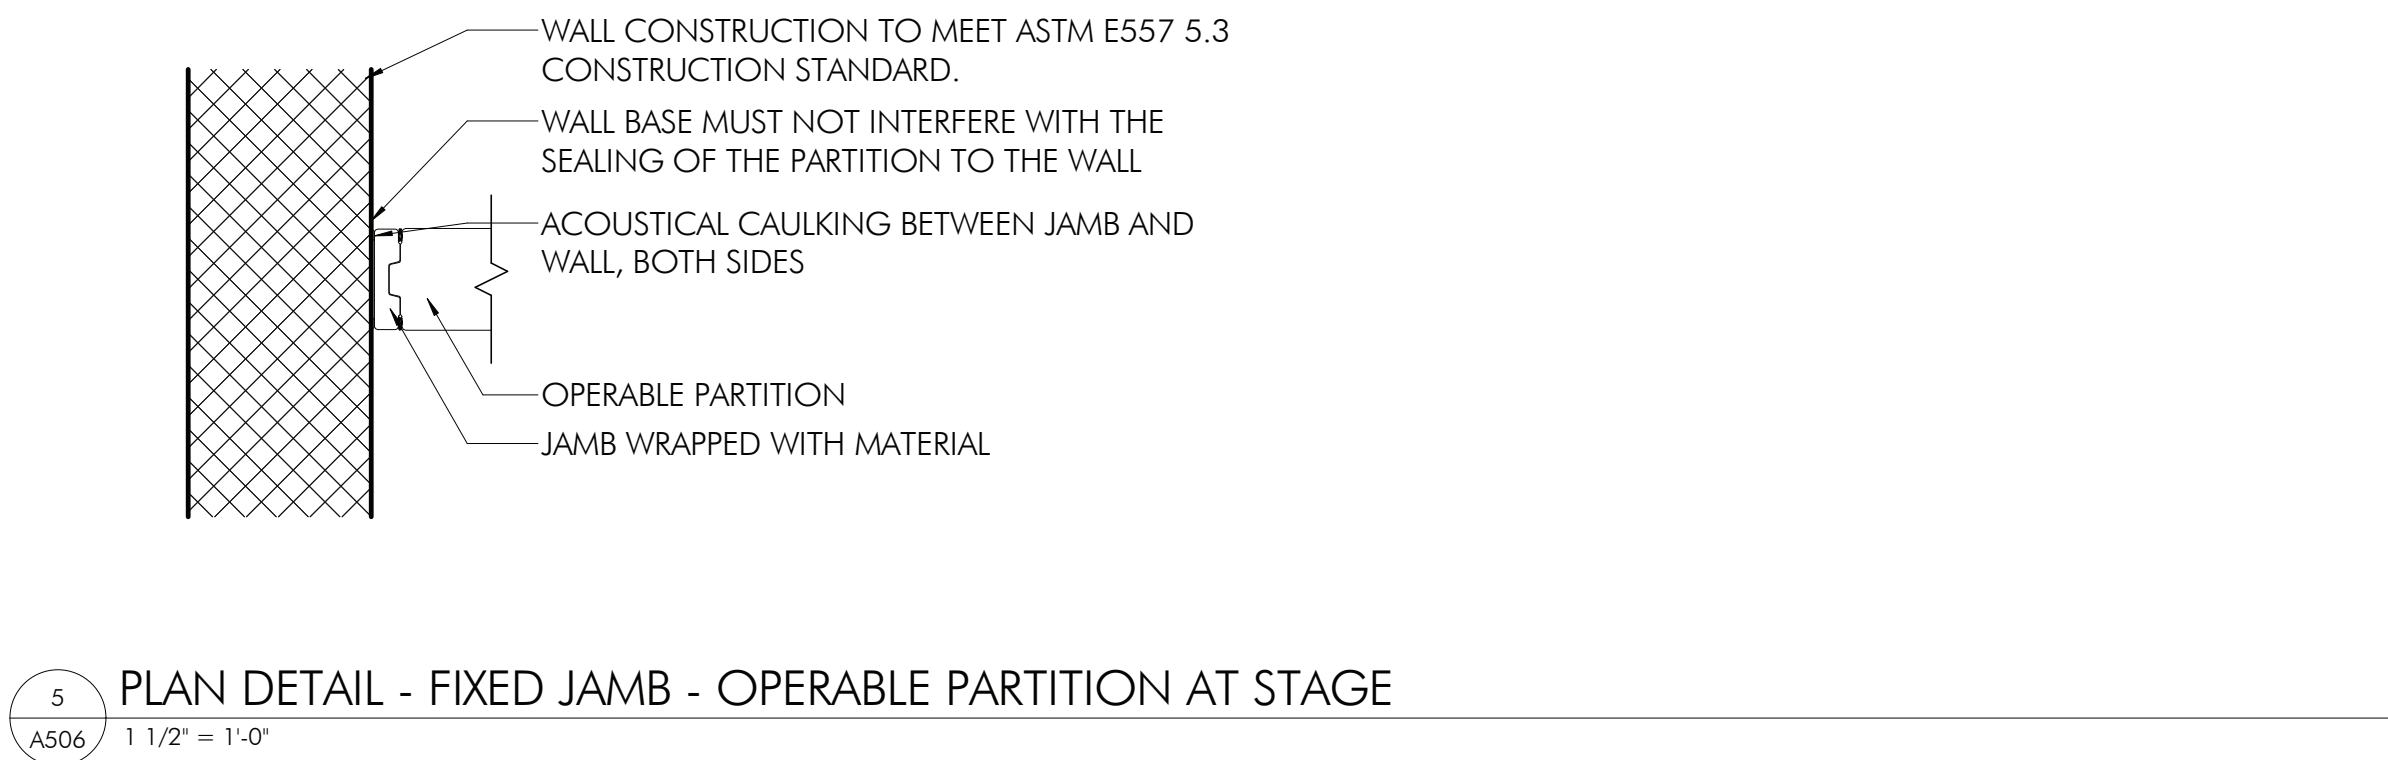 WALL CONSTRUCTION TO MEET ASTM E557 5.3
CONSTRUCTION STANDARD.
WALL BASE MUST NOT INTERFERE WITH THE
SEALING OF THE PARTITION TO THE WALL
ACOUSTICAL CAULKING BETWEEN JAMB AND
WALL, BOTH SIDES
OPERABLE PARTITION
JAMB WRAPPED WITH MATERIAL
5
PLAN DETAIL - FIXED JAMB - OPERABLE PARTITION AT STAGE
A506
1 1/2" = 1'-0"